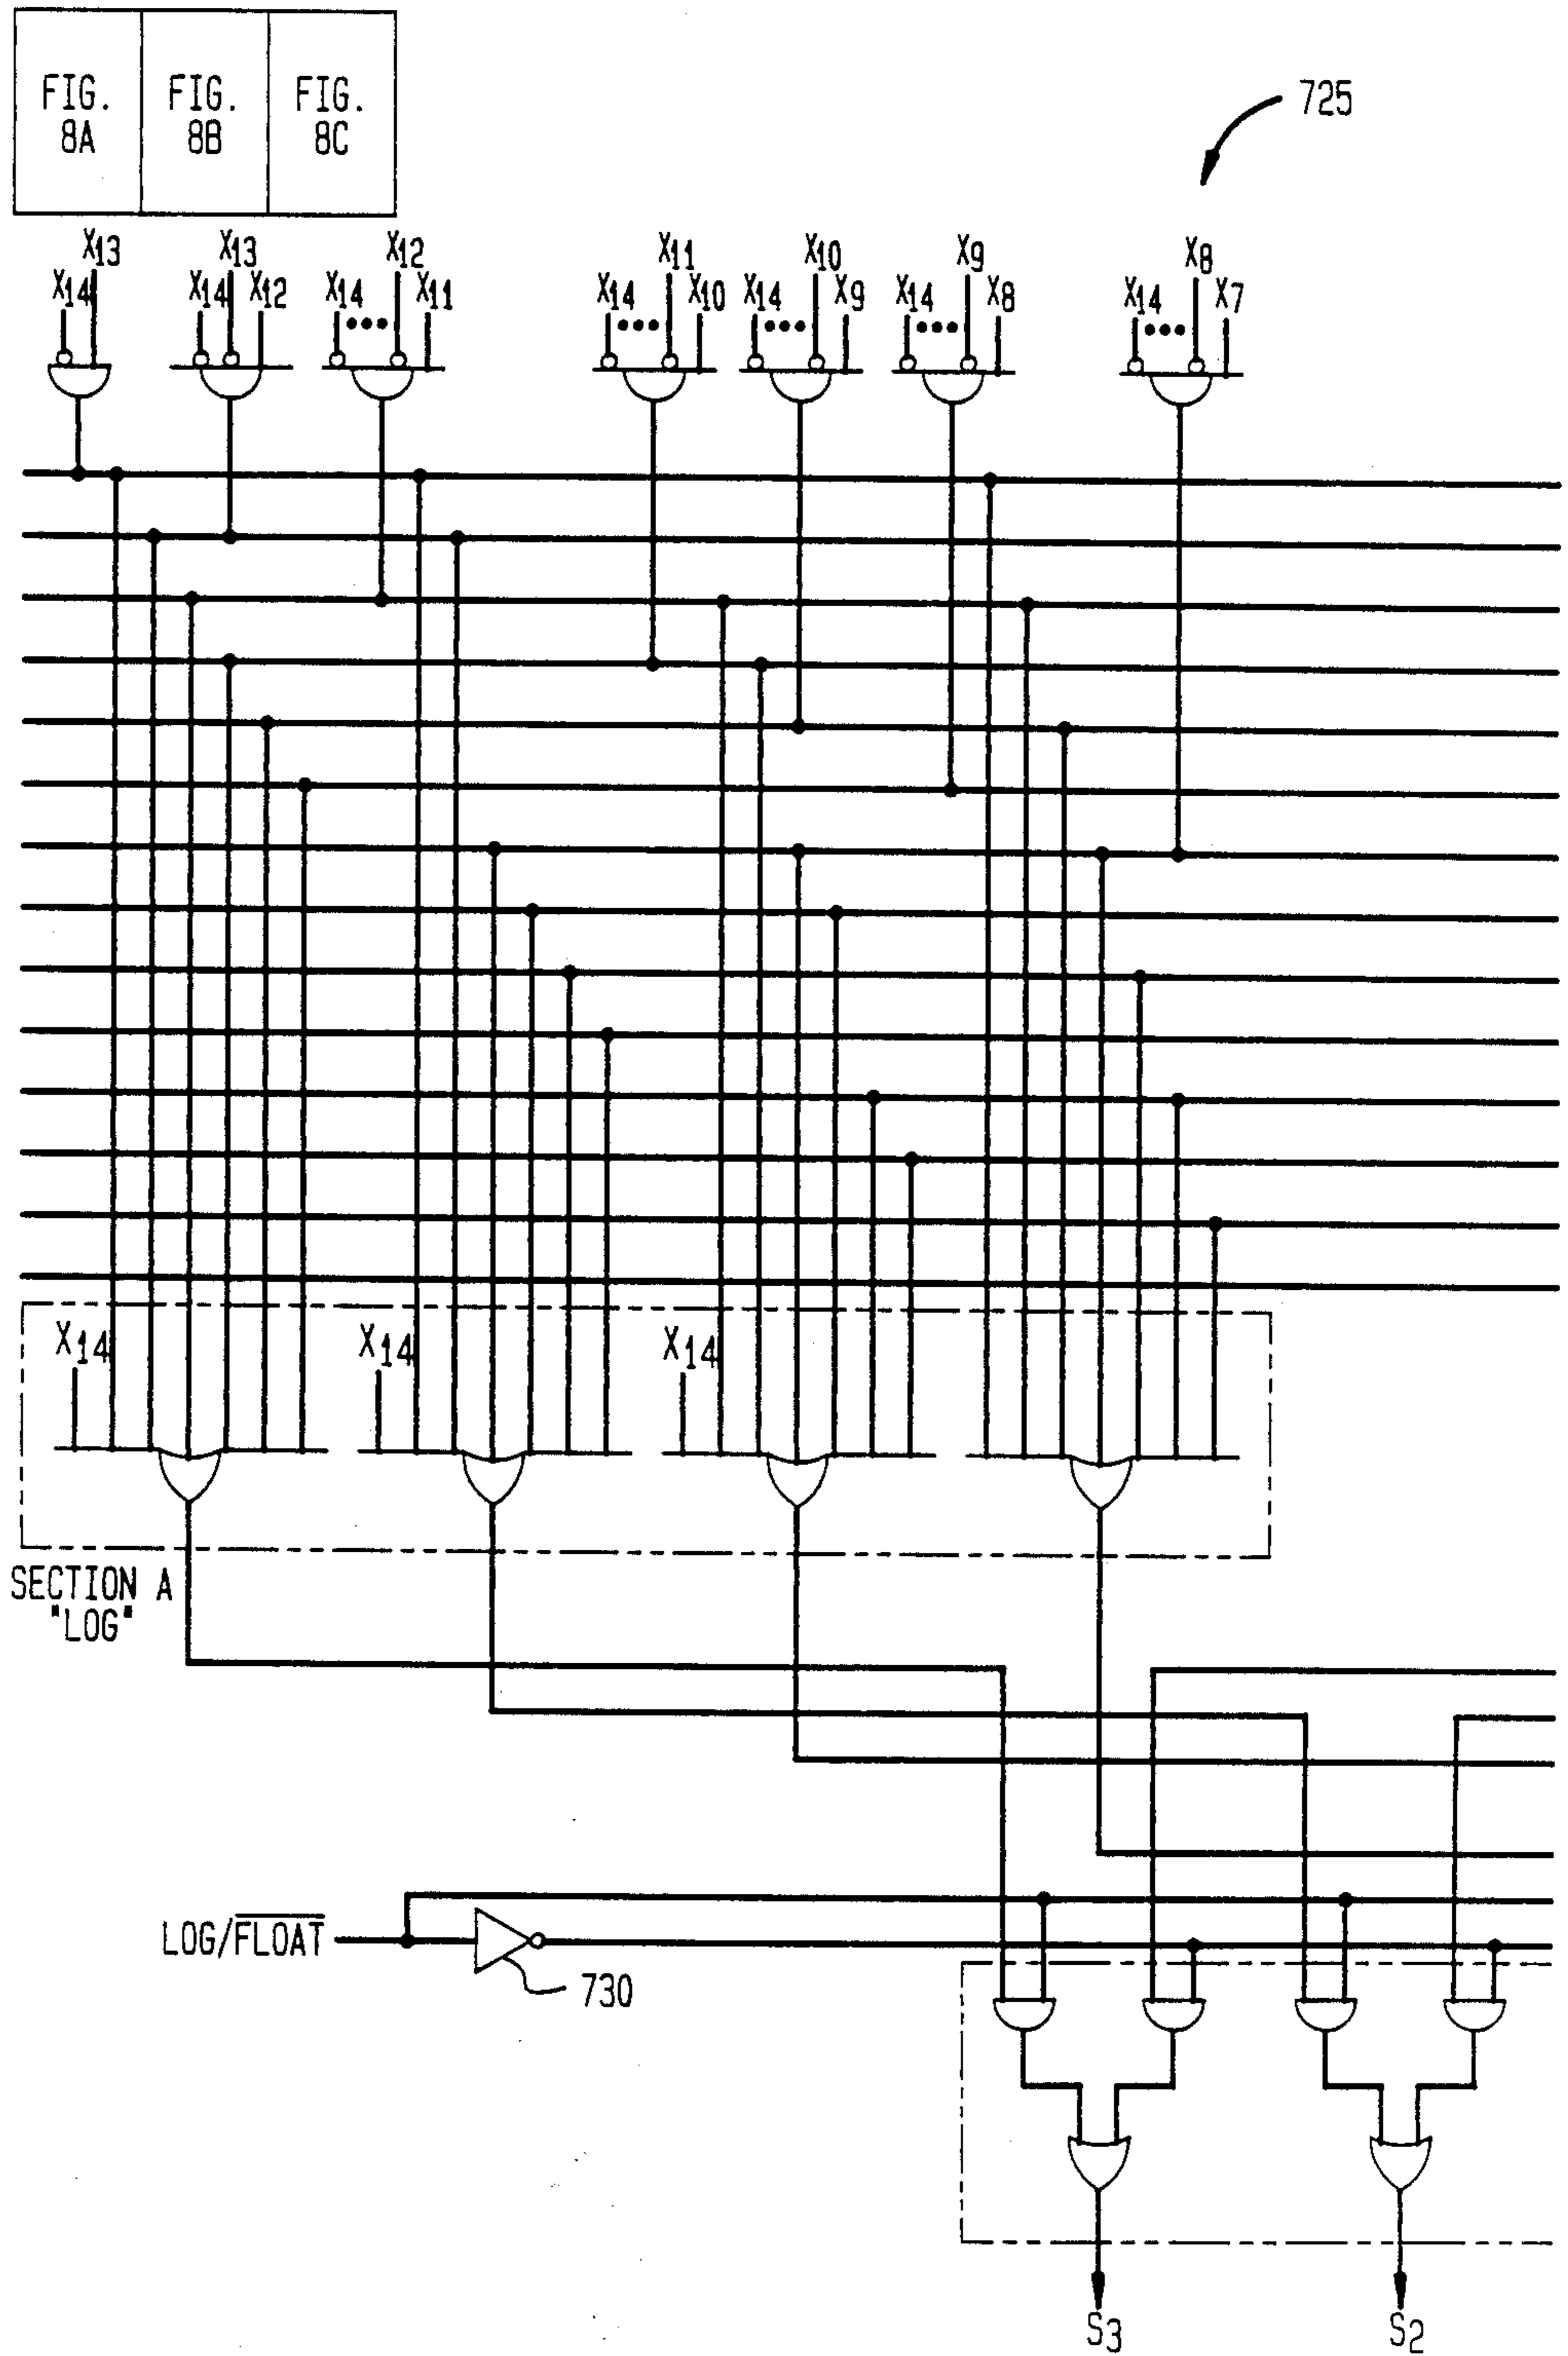 FIG. 8A
FIG. 8B
FIG. 8C
725
X14 X13
X14 X13 X12
X14 ••• X12 X11
X14 ••• X11 X10
X14 ••• X10 X9
X14 ••• X9 X8
X14 ••• X8 X7
X14
X14
X14
SECTION A
"LOG"
LOG/FLOAT
730
S3
S2